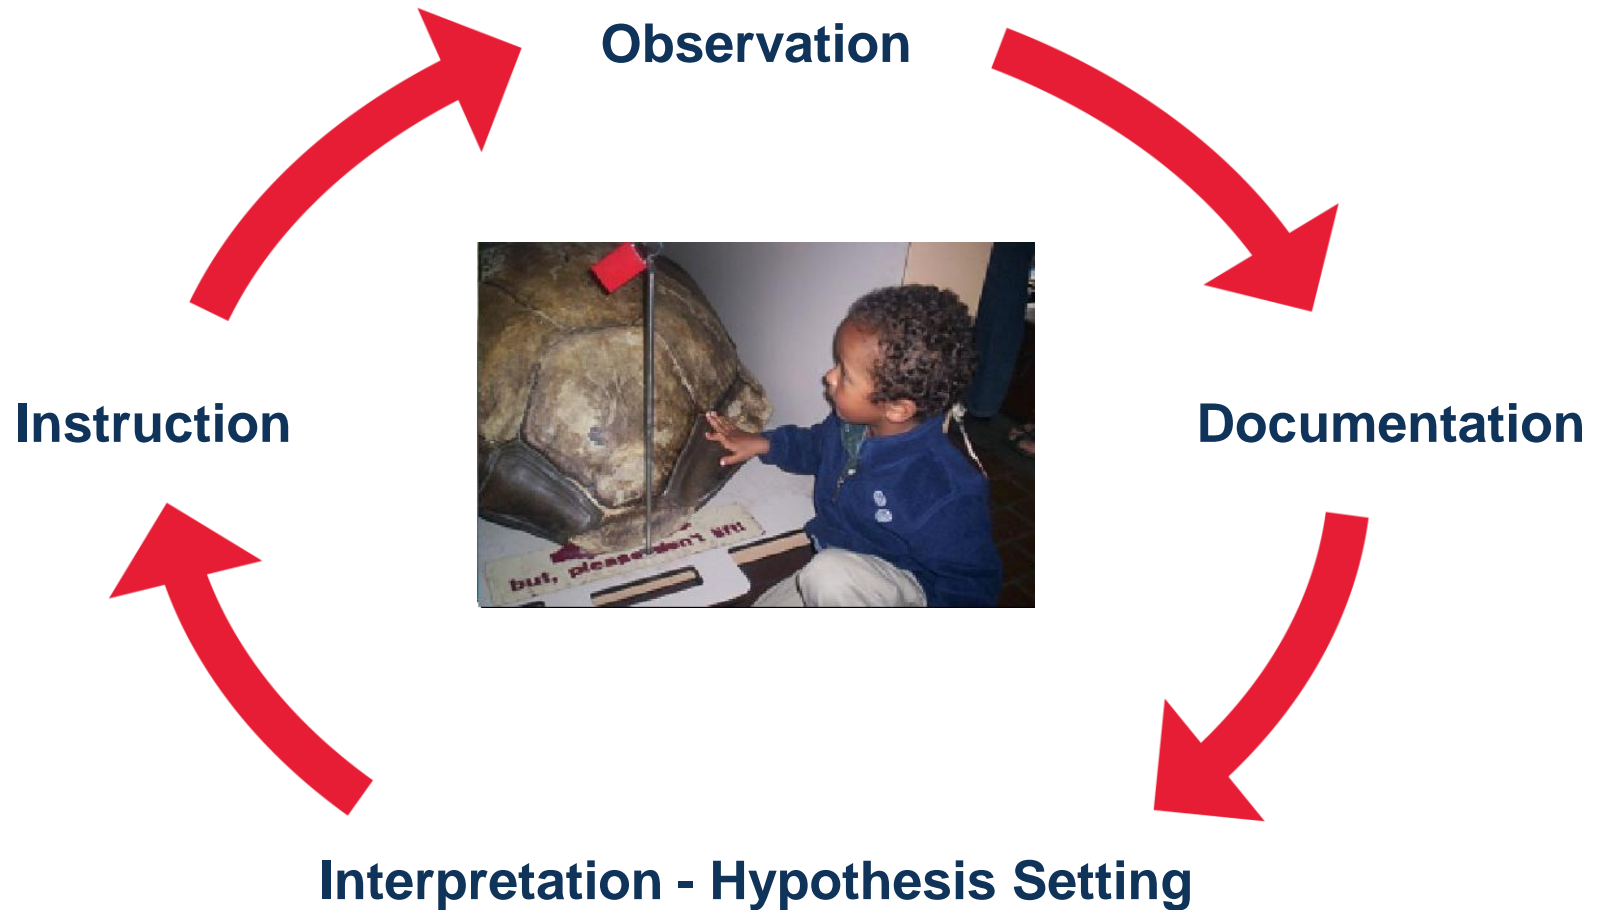 Observation
Instruction
Documentation
but, please don't lift!
Interpretation - Hypothesis Setting